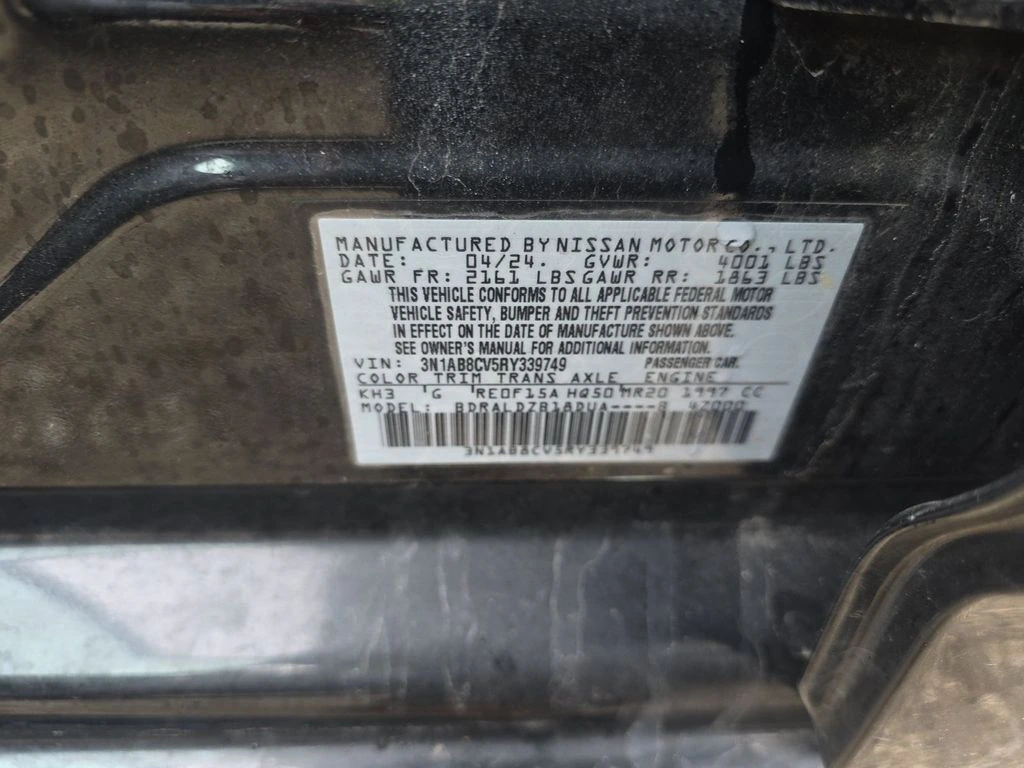 MANUFACTURED BY NISSAN MOTOR CO., LTD.
DATE: 04/24. GVWR: 4001 LBS
GAWR FR: 2161 LBS GAWR RR: 1863 LBS
THIS VEHICLE CONFORMS TO ALL APPLICABLE FEDERAL MOTOR
VEHICLE SAFETY, BUMPER AND THEFT PREVENTION STANDARDS
IN EFFECT ON THE DATE OF MANUFACTURE SHOWN ABOVE.
SEE OWNER'S MANUAL FOR ADDITIONAL INFORMATION.
VIN: 3N1AB8CV5RY339749 PASSENGER CAR.
COLOR TRIM TRANS AXLE ENGINE
KH3 G RE0F15A HQ50 MR20 1997 CC
MODEL:
3N1AB8CV5RY339749